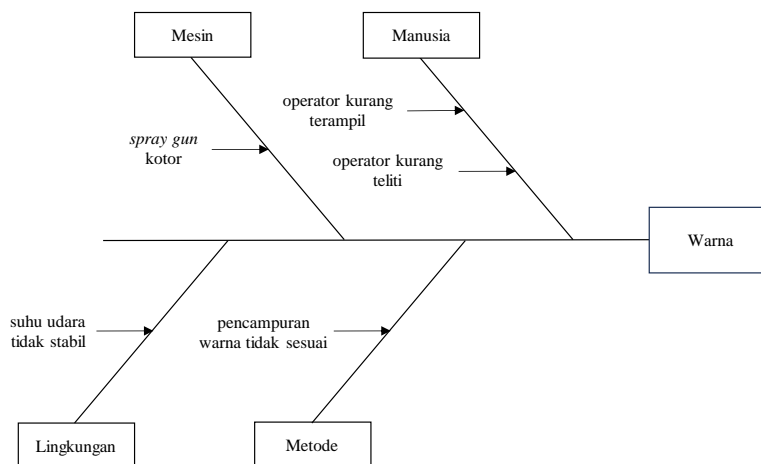 Mesin
Manusia
operator kurang
terampil
spray gun
kotor
operator kurang
teliti
Warna
suhu udara
tidak stabil
pencampuran
warna tidak sesuai
Lingkungan
Metode